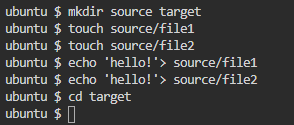 ubuntu $ mkdir source target
ubuntu $ touch source/file1
ubuntu $ touch source/file2
ubuntu $ echo 'hello!'> source/file1
ubuntu $ echo 'hello!'> source/file2
ubuntu $ cd target
ubuntu $